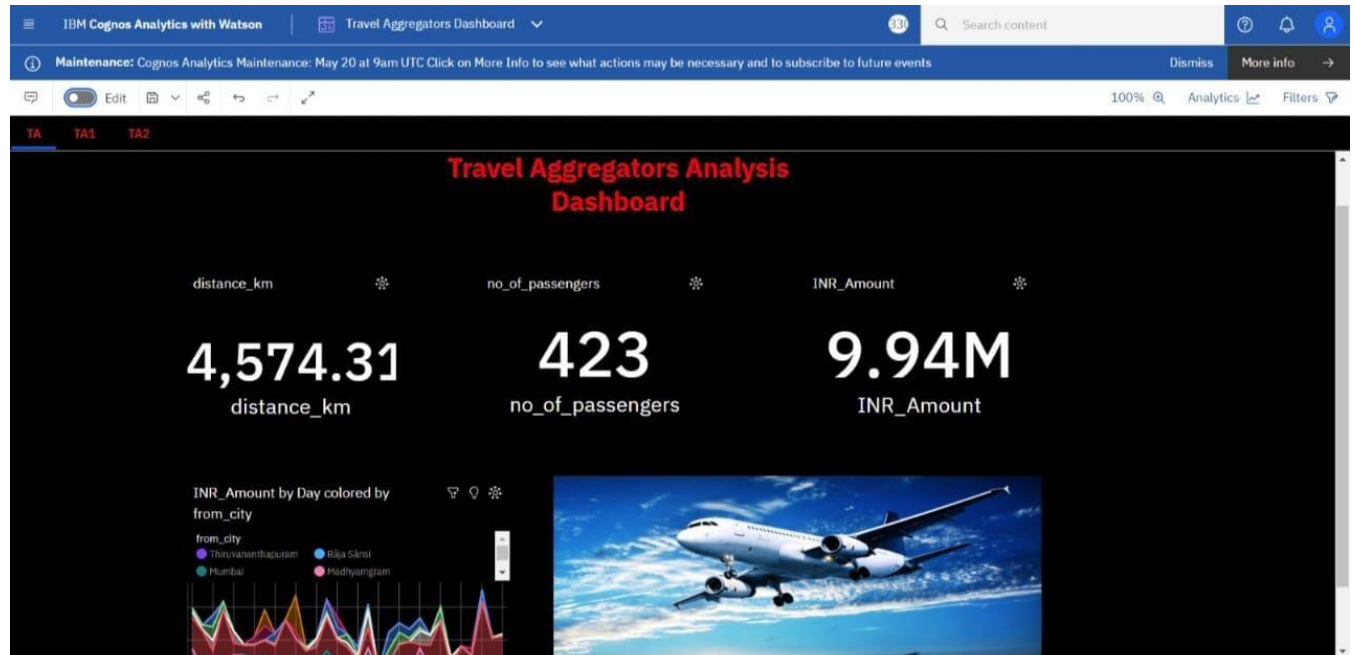 IBM Cognos Analytics with Watson
Travel Aggregators Dashboard
330
Search content
Maintenance: Cognos Analytics Maintenance: May 20 at 9am UTC Click on More Info to see what actions may be necessary and to subscribe to future events
Dismiss
More info
Edit
100%
Analytics
Filters
TA
TA1
TA2
Travel Aggregators Analysis
Dashboard
distance_km
no_of_passengers
INR_Amount
4,574.31
423
9.94M
distance_km
no_of_passengers
INR_Amount
INR_Amount by Day colored by
from_city
from_city
Thiruvananthapuram
Rāja Sānsi
Mumbai
Madhyamgram